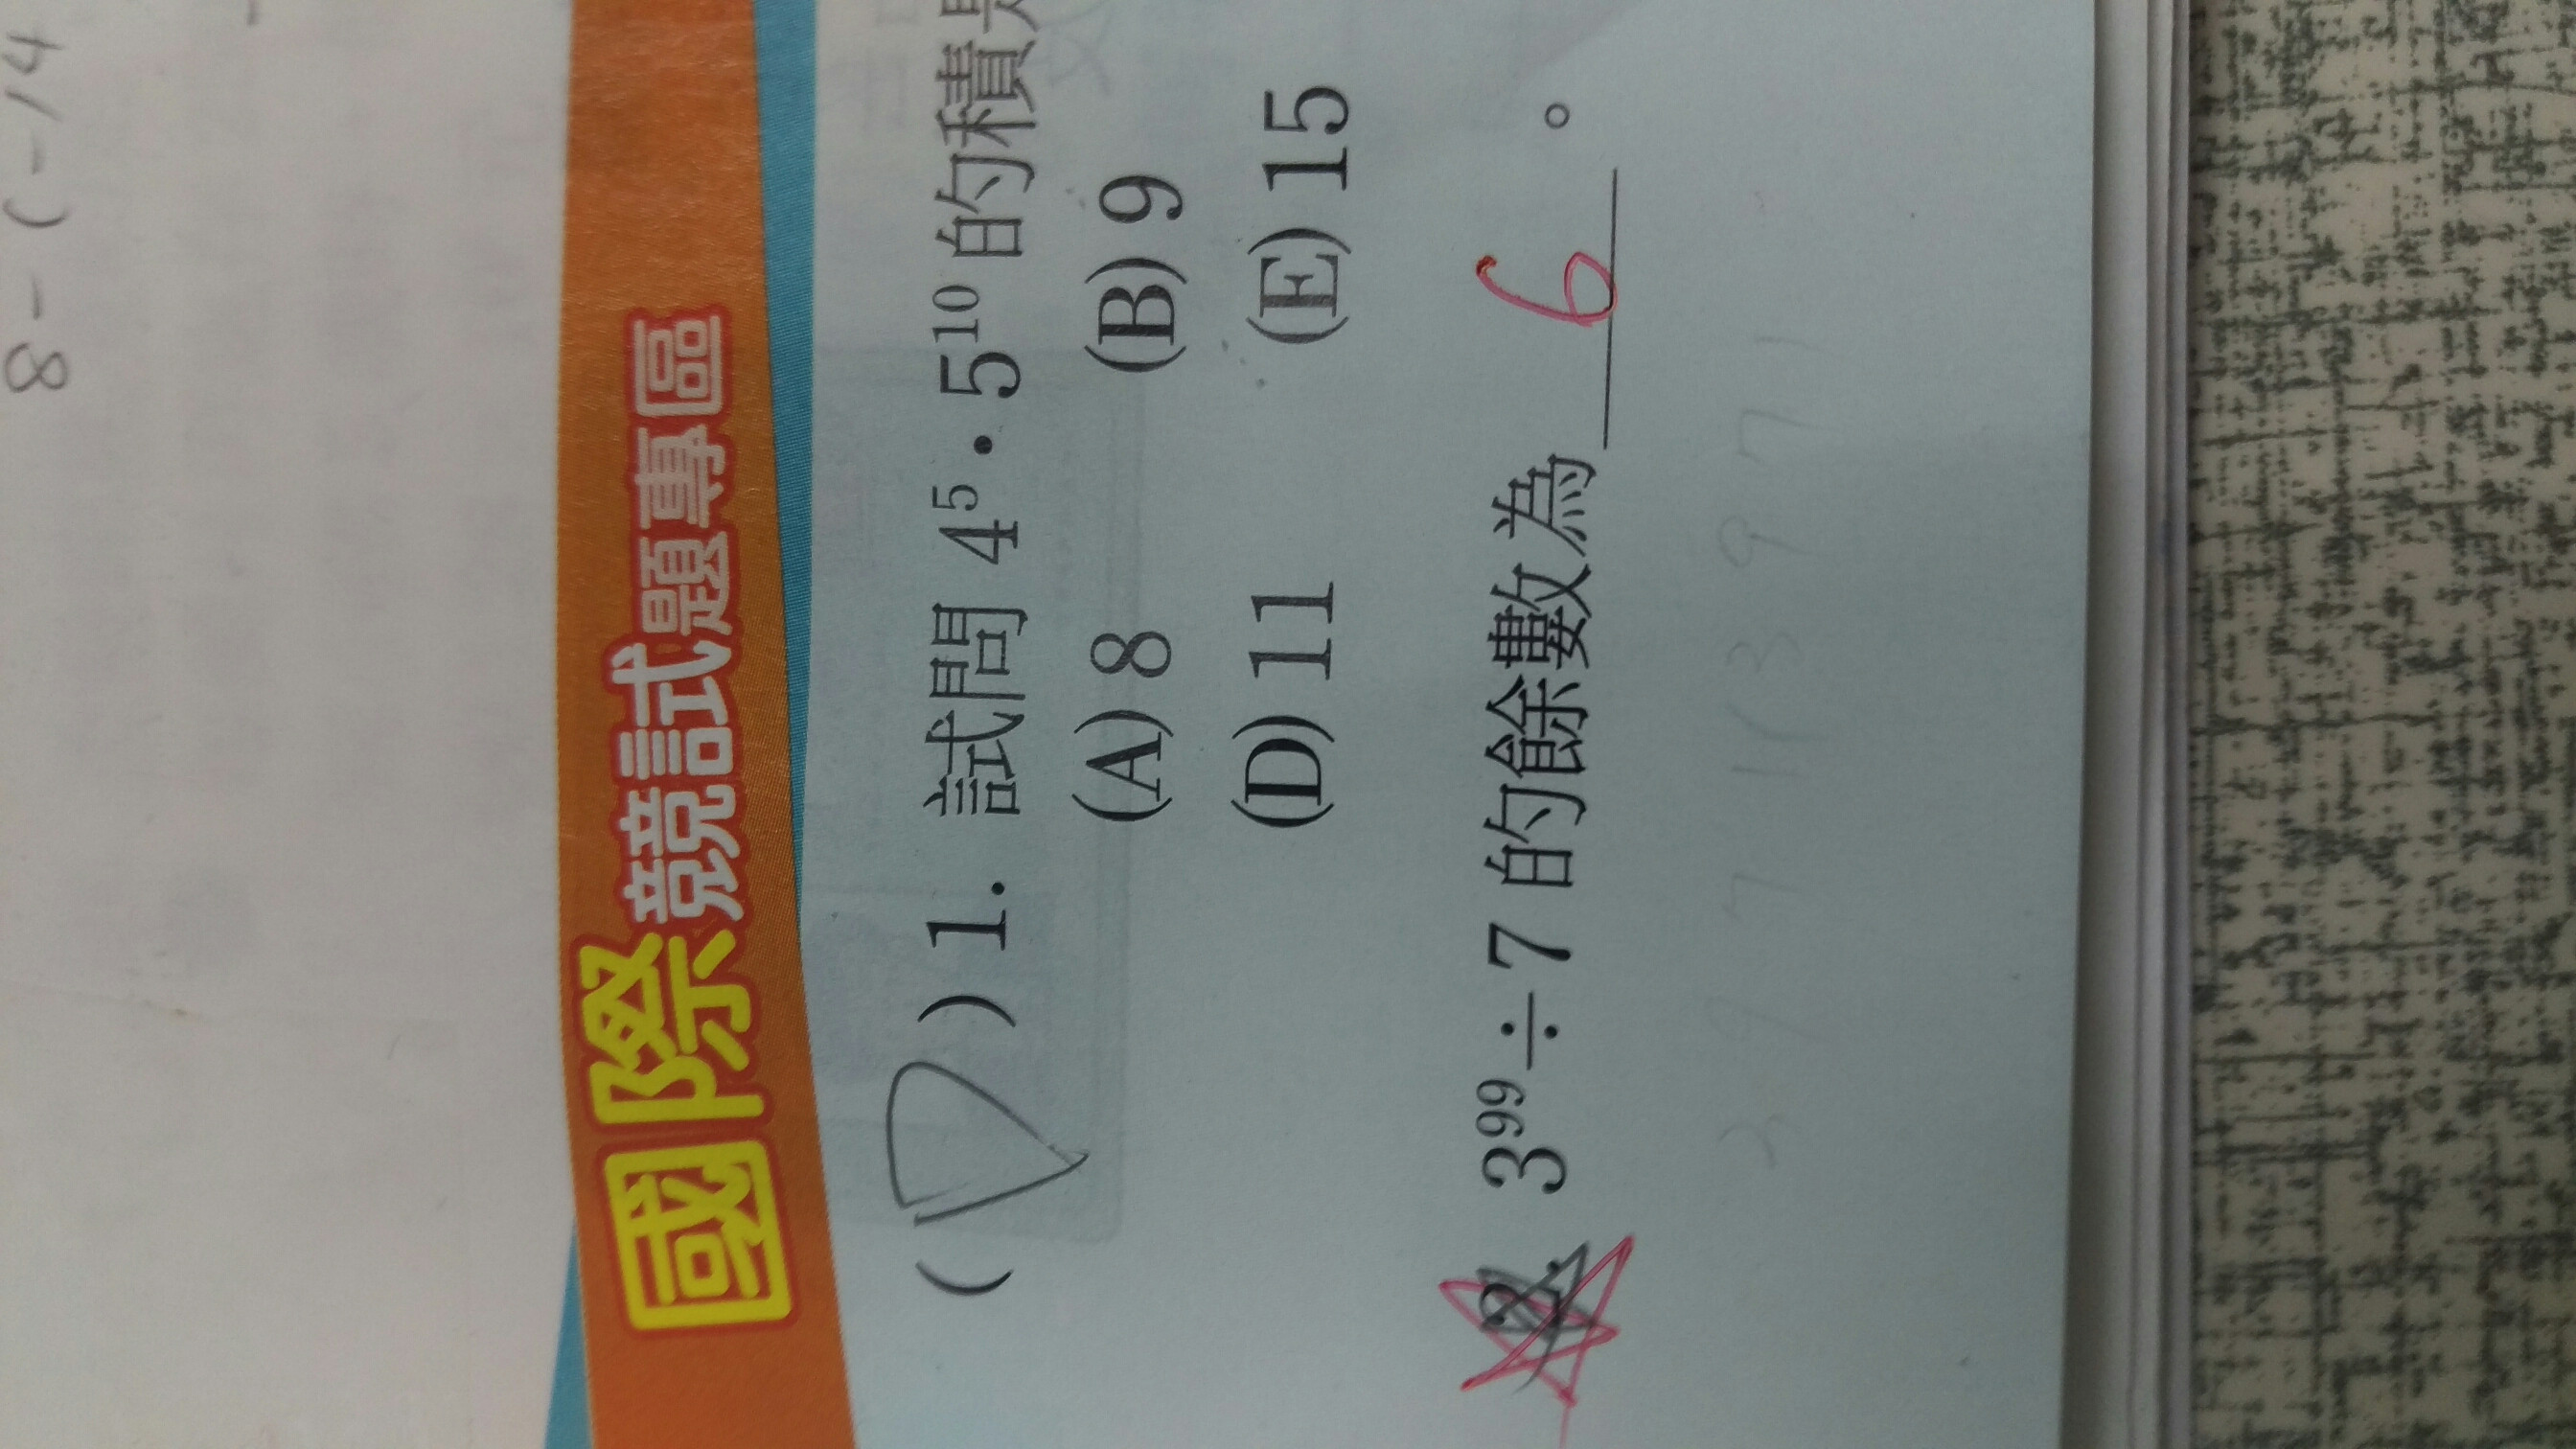 8-(-14
國際競試題專區
(D)1. 試問 4⁵·5¹⁰ 的積
(A) 8 (B) 9
(D) 11 (E) 15
2. 3⁹⁹÷7 的餘數為 6 。